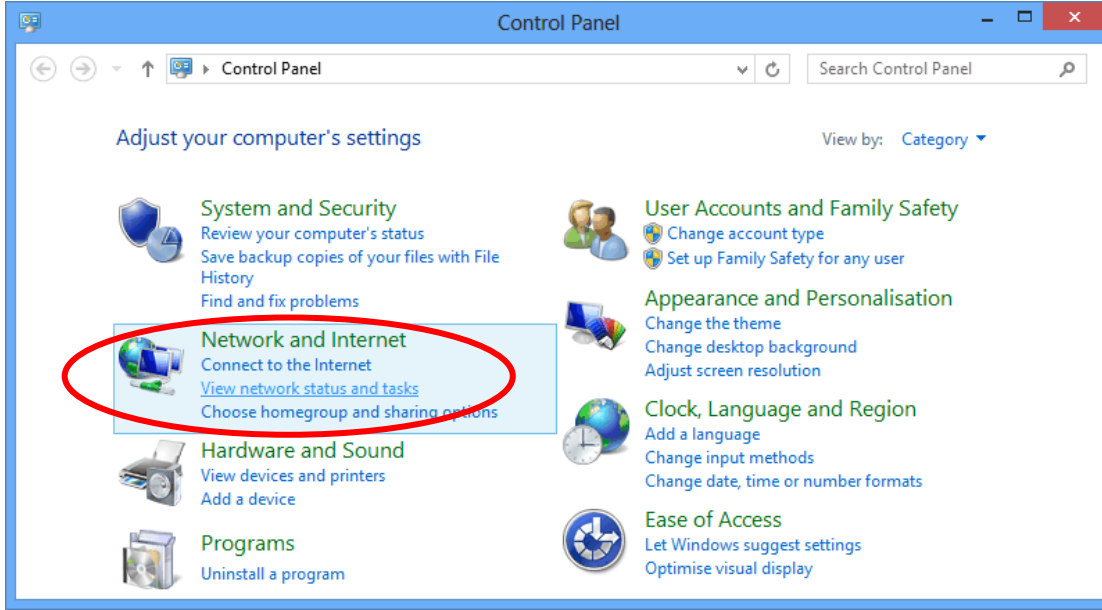 Control Panel
Control Panel
Search Control Panel
Adjust your computer's settings
View by: Category
System and Security
Review your computer's status
Save backup copies of your files with File
History
Find and fix problems
Network and Internet
Connect to the Internet
View network status and tasks
Choose homegroup and sharing options
Hardware and Sound
View devices and printers
Add a device
Programs
Uninstall a program
User Accounts and Family Safety
Change account type
Set up Family Safety for any user
Appearance and Personalisation
Change the theme
Change desktop background
Adjust screen resolution
Clock, Language and Region
Add a language
Change input methods
Change date, time or number formats
Ease of Access
Let Windows suggest settings
Optimise visual display